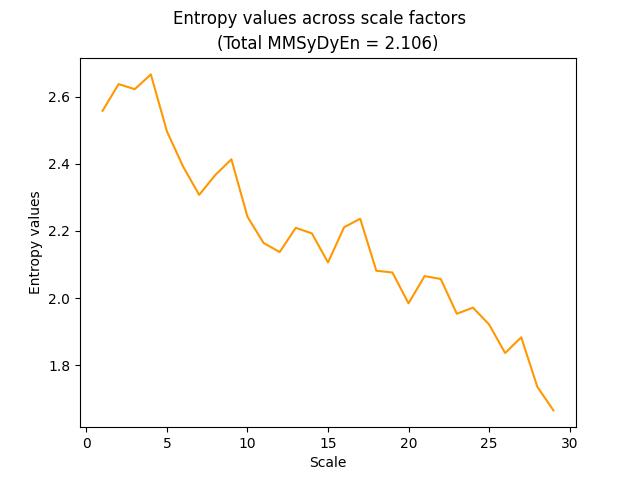 Entropy values across scale factors
(Total MMSyDyEn = 2.106)
Entropy values
2.6
2.4
2.2
2.0
1.8
0 5 10 15 20 25 30
Scale